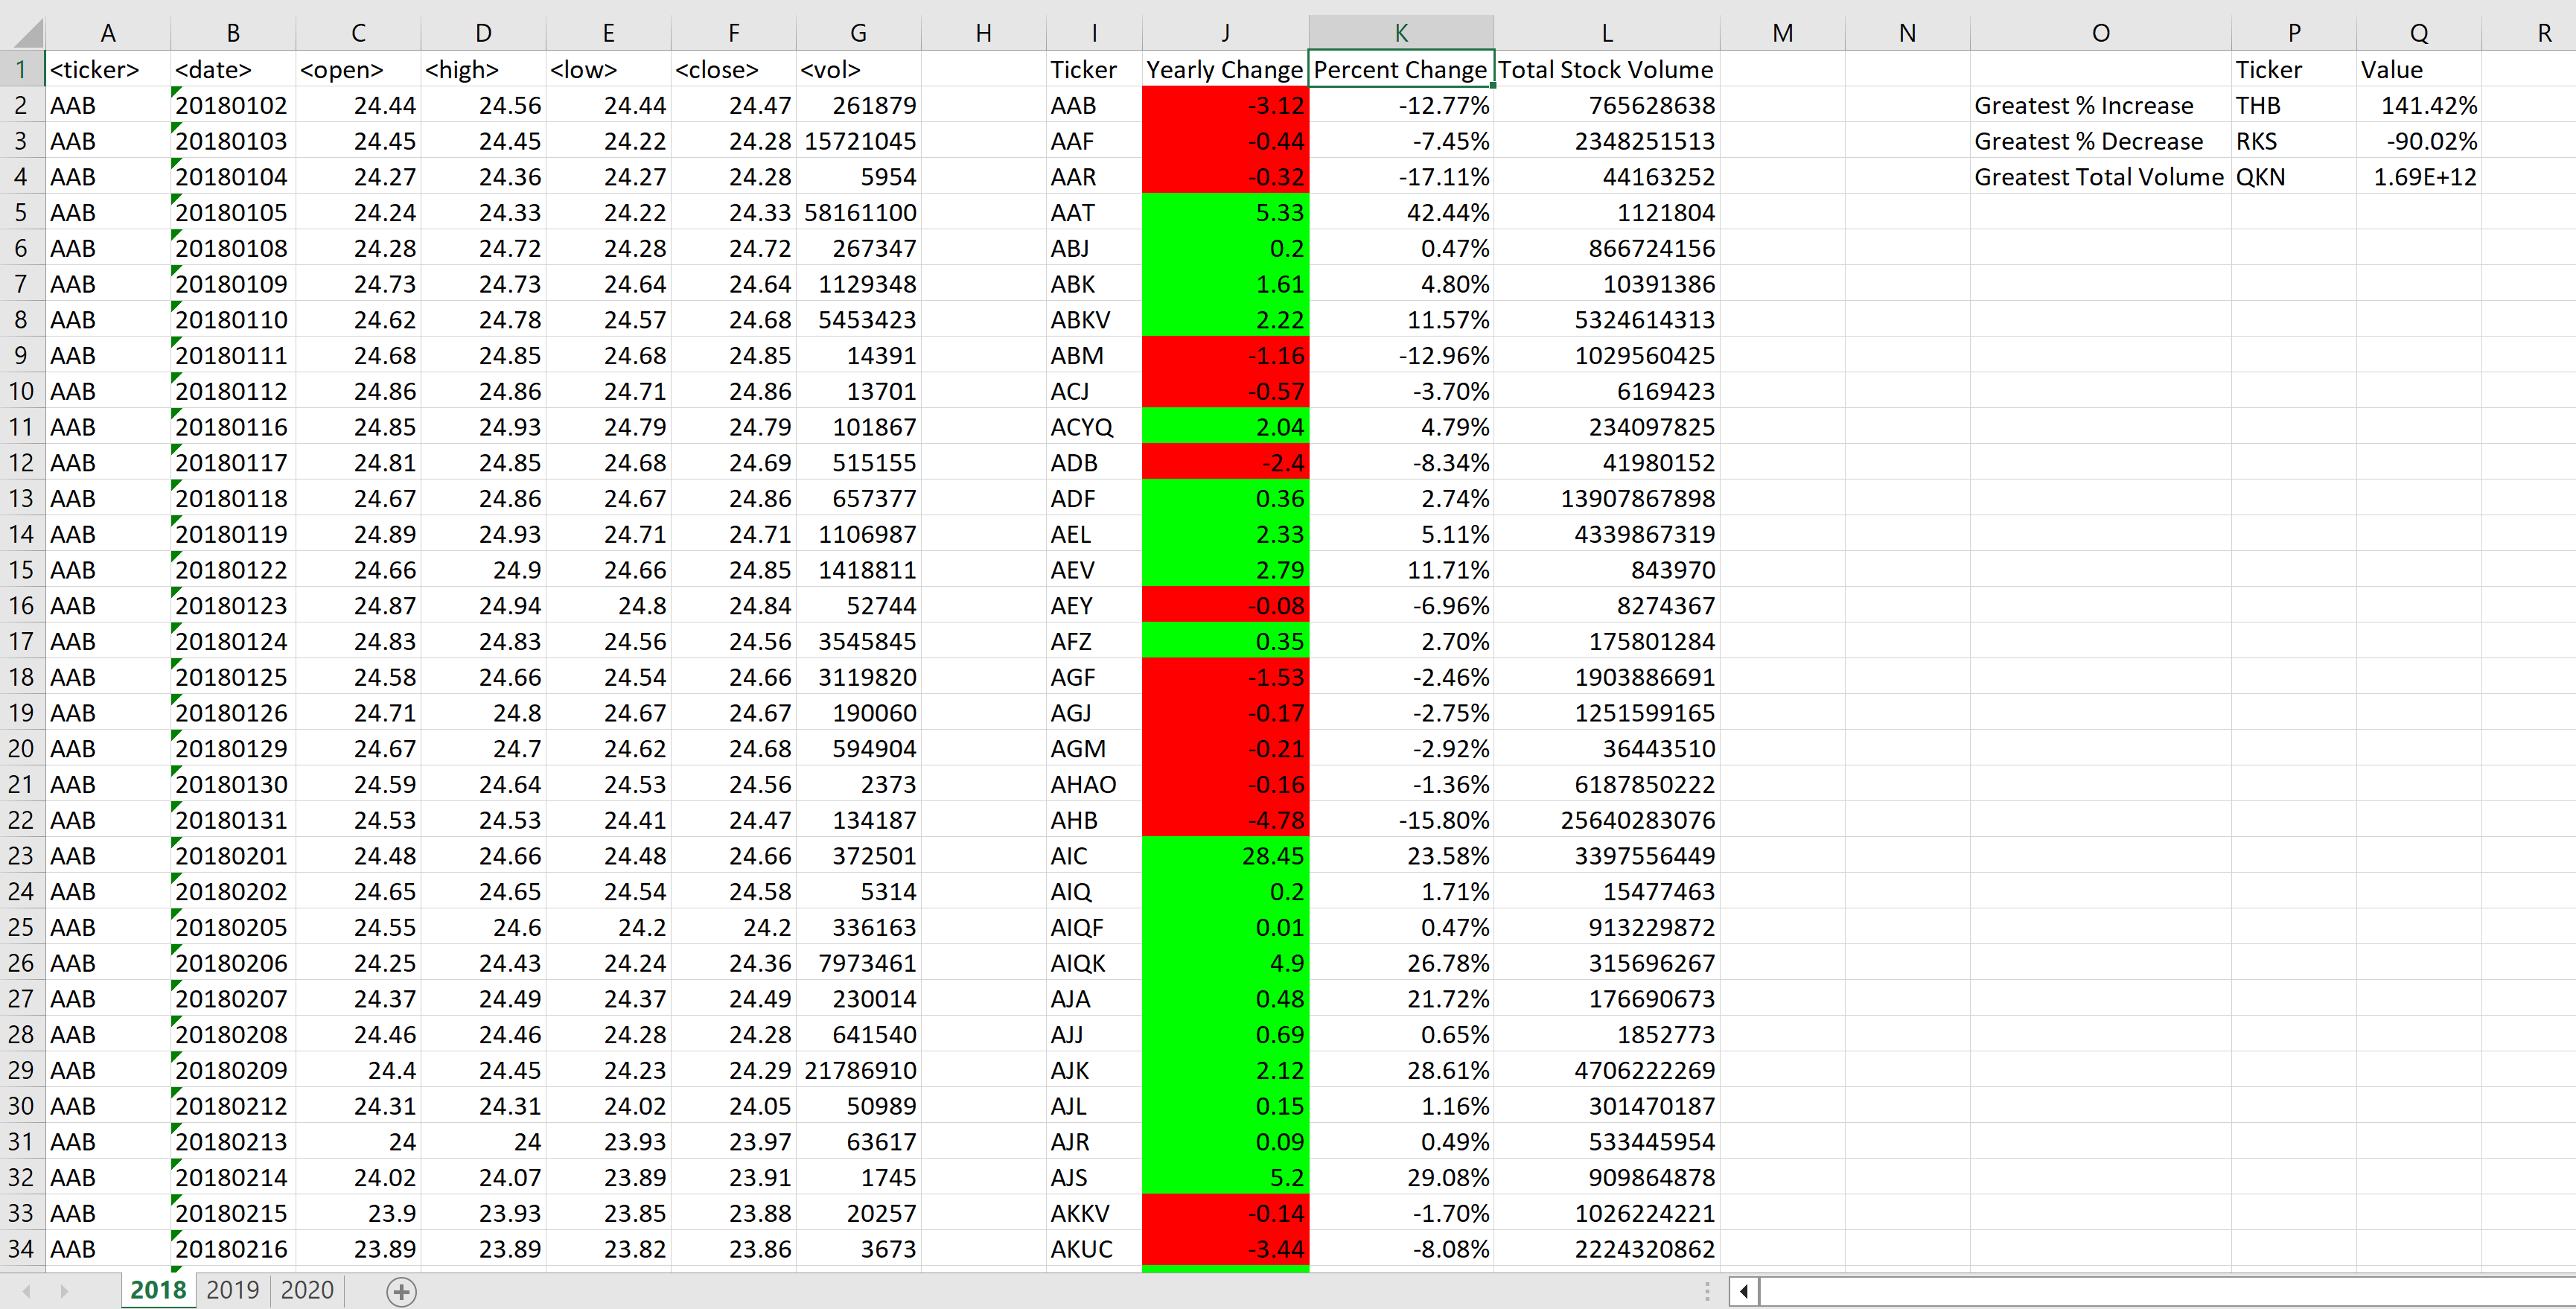 A B C D E F G H I J K L M N O P Q R
1 <ticker> <date> <open> <high> <low> <close> <vol> Ticker Yearly Change Percent Change Total Stock Volume Ticker Value
2 AAB 20180102 24.44 24.56 24.44 24.47 261879 AAB -3.12 -12.77% 765628638 Greatest % Increase THB 141.42%
3 AAB 20180103 24.45 24.45 24.22 24.28 15721045 AAF -0.44 -7.45% 2348251513 Greatest % Decrease RKS -90.02%
4 AAB 20180104 24.27 24.36 24.27 24.28 5954 AAR -0.32 -17.11% 44163252 Greatest Total Volume QKN 1.69E+12
5 AAB 20180105 24.24 24.33 24.22 24.33 58161100 AAT 5.33 42.44% 1121804
6 AAB 20180108 24.28 24.72 24.28 24.72 267347 ABJ 0.2 0.47% 866724156
7 AAB 20180109 24.73 24.73 24.64 24.64 1129348 ABK 1.61 4.80% 10391386
8 AAB 20180110 24.62 24.78 24.57 24.68 5453423 ABKV 2.22 11.57% 5324614313
9 AAB 20180111 24.68 24.85 24.68 24.85 14391 ABM -1.16 -12.96% 1029560425
10 AAB 20180112 24.86 24.86 24.71 24.86 13701 ACJ -0.57 -3.70% 6169423
11 AAB 20180116 24.85 24.93 24.79 24.79 101867 ACYQ 2.04 4.79% 234097825
12 AAB 20180117 24.81 24.85 24.68 24.69 515155 ADB -2.4 -8.34% 41980152
13 AAB 20180118 24.67 24.86 24.67 24.86 657377 ADF 0.36 2.74% 13907867898
14 AAB 20180119 24.89 24.93 24.71 24.71 1106987 AEL 2.33 5.11% 4339867319
15 AAB 20180122 24.66 24.9 24.66 24.85 1418811 AEV 2.79 11.71% 843970
16 AAB 20180123 24.87 24.94 24.8 24.84 52744 AEY -0.08 -6.96% 8274367
17 AAB 20180124 24.83 24.83 24.56 24.56 3545845 AFZ 0.35 2.70% 175801284
18 AAB 20180125 24.58 24.66 24.54 24.66 3119820 AGF -1.53 -2.46% 1903886691
19 AAB 20180126 24.71 24.8 24.67 24.67 190060 AGJ -0.17 -2.75% 1251599165
20 AAB 20180129 24.67 24.7 24.62 24.68 594904 AGM -0.21 -2.92% 36443510
21 AAB 20180130 24.59 24.64 24.53 24.56 2373 AHAO -0.16 -1.36% 6187850222
22 AAB 20180131 24.53 24.53 24.41 24.47 134187 AHB -4.78 -15.80% 25640283076
23 AAB 20180201 24.48 24.66 24.48 24.66 372501 AIC 28.45 23.58% 3397556449
24 AAB 20180202 24.65 24.65 24.54 24.58 5314 AIQ 0.2 1.71% 15477463
25 AAB 20180205 24.55 24.6 24.2 24.2 336163 AIQF 0.01 0.47% 913229872
26 AAB 20180206 24.25 24.43 24.24 24.36 7973461 AIQK 4.9 26.78% 315696267
27 AAB 20180207 24.37 24.49 24.37 24.49 230014 AJA 0.48 21.72% 176690673
28 AAB 20180208 24.46 24.46 24.28 24.28 641540 AJJ 0.69 0.65% 1852773
29 AAB 20180209 24.4 24.45 24.23 24.29 21786910 AJK 2.12 28.61% 4706222269
30 AAB 20180212 24.31 24.31 24.02 24.05 50989 AJL 0.15 1.16% 301470187
31 AAB 20180213 24 24 23.93 23.97 63617 AJR 0.09 0.49% 533445954
32 AAB 20180214 24.02 24.07 23.89 23.91 1745 AJS 5.2 29.08% 909864878
33 AAB 20180215 23.9 23.93 23.85 23.88 20257 AKKV -0.14 -1.70% 1026224221
34 AAB 20180216 23.89 23.89 23.82 23.86 3673 AKUC -3.44 -8.08% 2224320862
2018 2019 2020